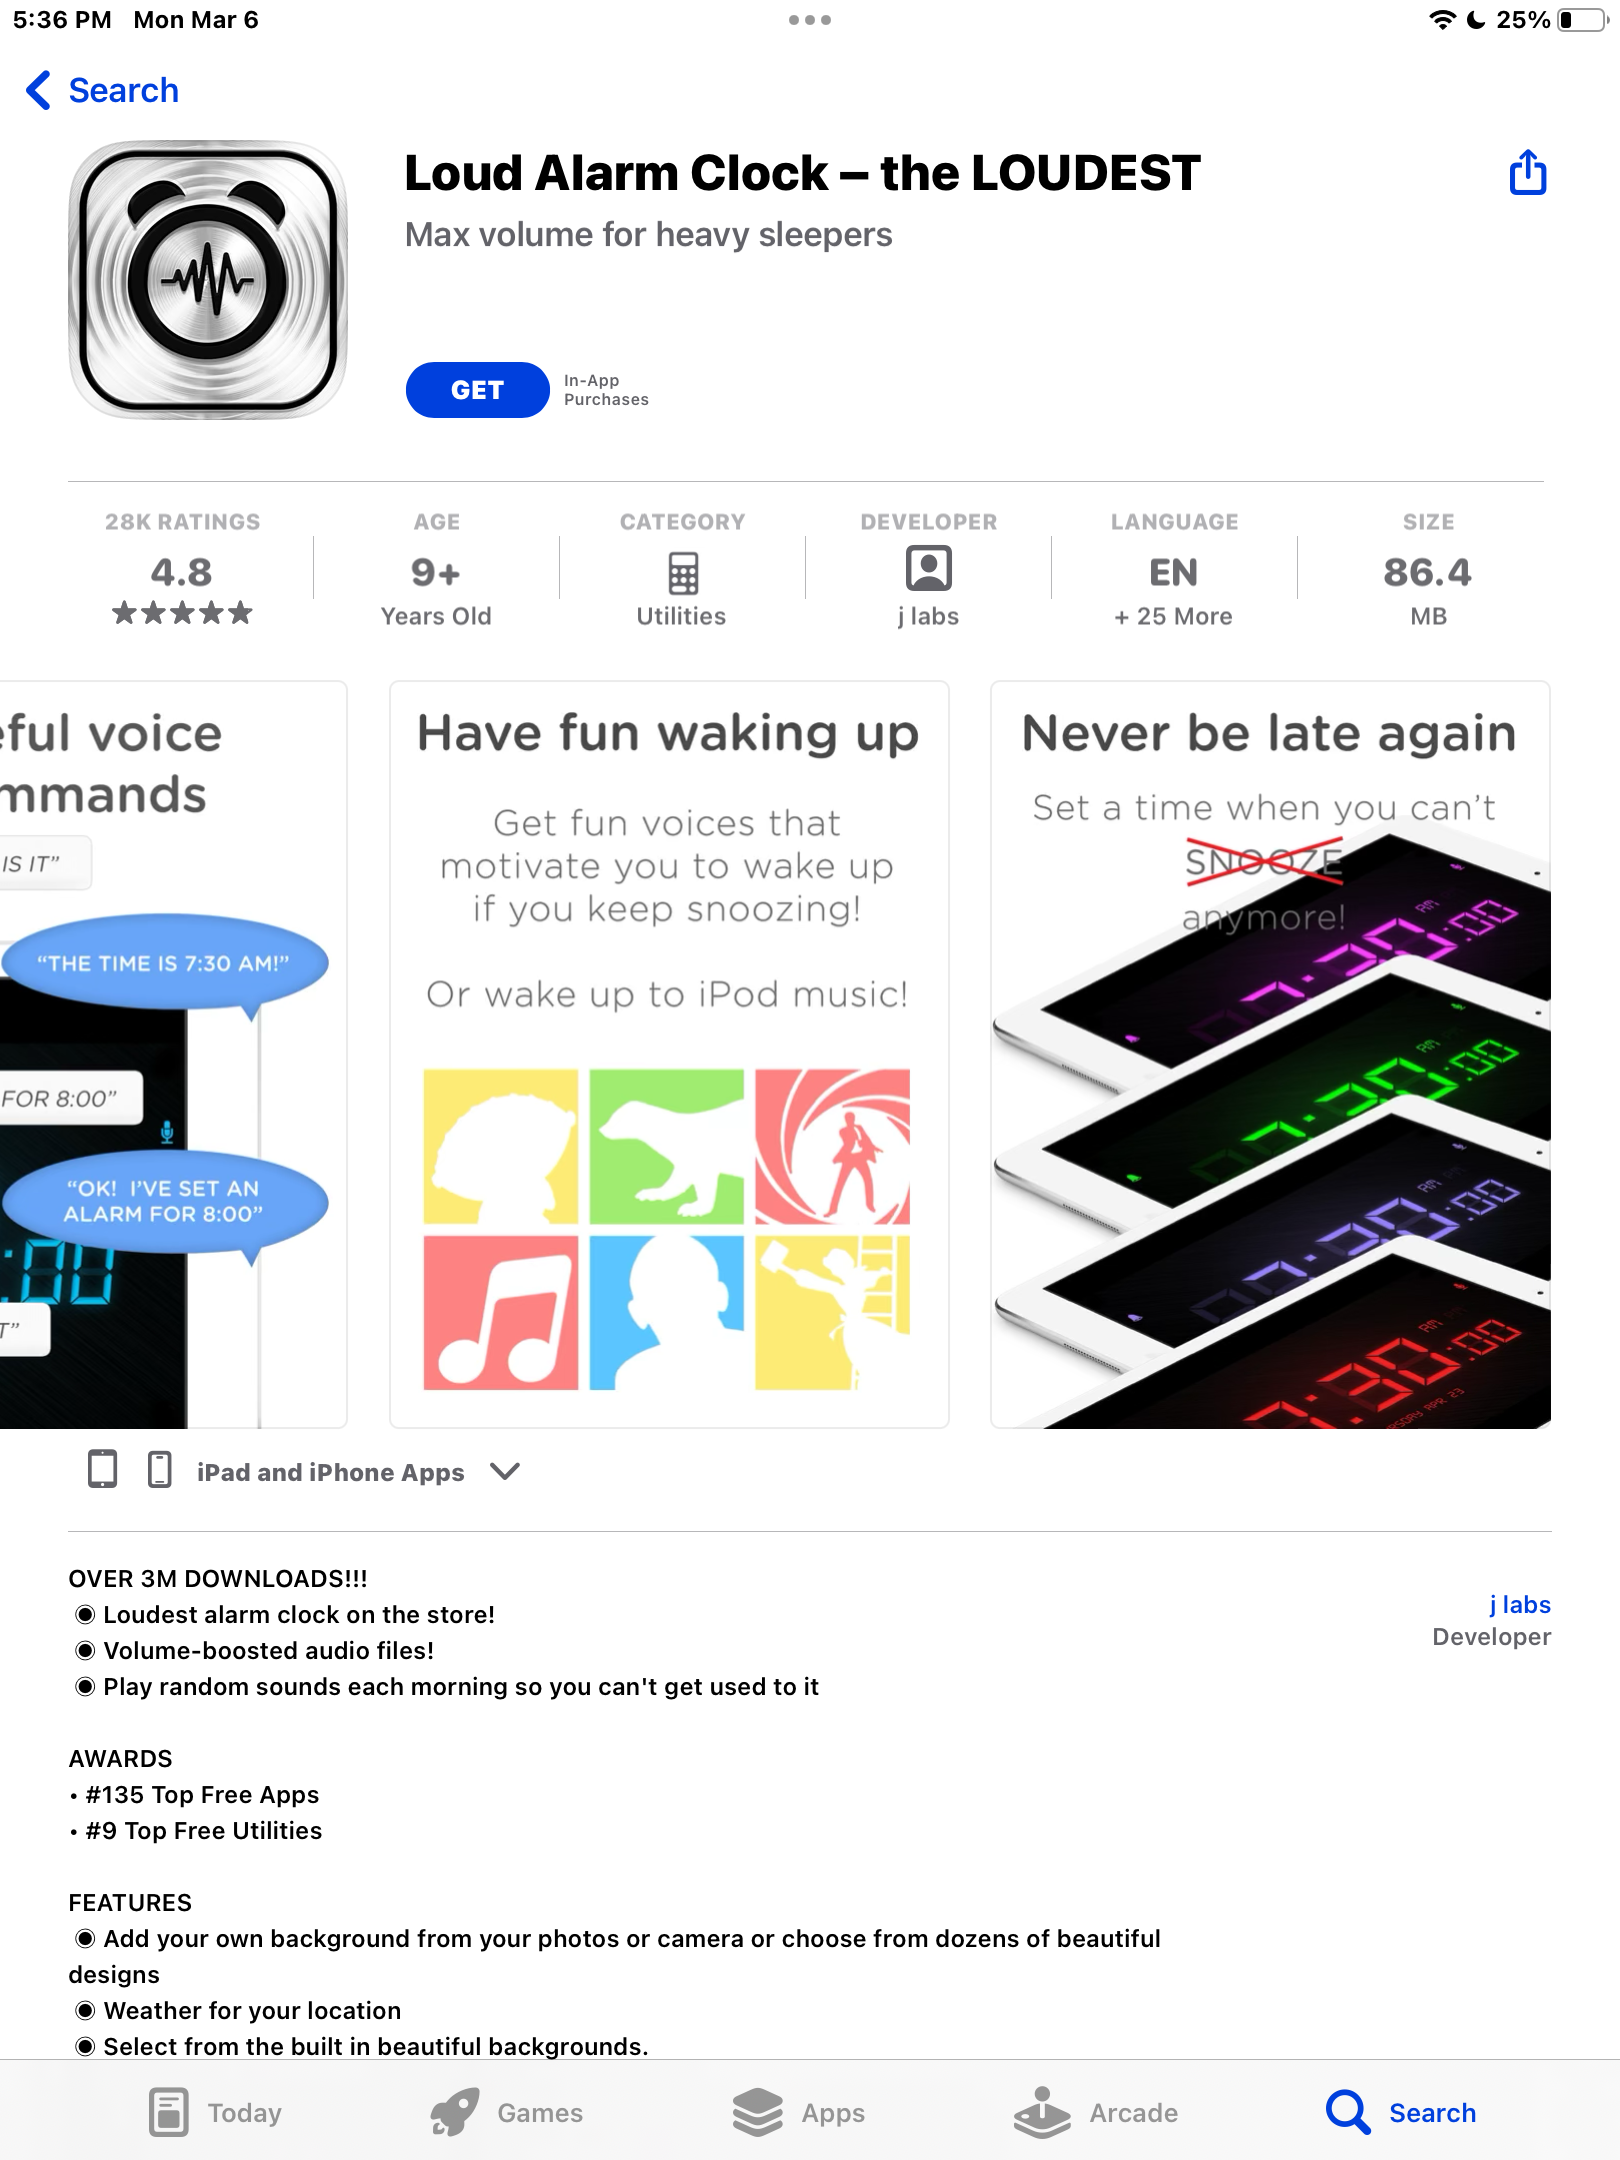 5:36 PM Mon Mar 6
25%
Search
Loud Alarm Clock – the LOUDEST
Max volume for heavy sleepers
GET
In-App
Purchases
28K RATINGS
4.8
AGE
9+
Years Old
CATEGORY
Utilities
DEVELOPER
j labs
LANGUAGE
EN
+ 25 More
SIZE
86.4
MB
eful voice
mmands
IS IT”
“THE TIME IS 7:30 AM!”
FOR 8:00”
“OK! I’VE SET AN
ALARM FOR 8:00”
:00
T”
Have fun waking up
Get fun voices that
motivate you to wake up
if you keep snoozing!
Or wake up to iPod music!
Never be late again
Set a time when you can’t
SNOOZE
anymore!
AM
7:30:00
AM
7:30:00
AM
7:30:00
AM
7:30:00
RSDAY APR 23
iPad and iPhone Apps
OVER 3M DOWNLOADS!!!
◉ Loudest alarm clock on the store!
◉ Volume-boosted audio files!
◉ Play random sounds each morning so you can't get used to it
j labs
Developer
AWARDS
• #135 Top Free Apps
• #9 Top Free Utilities
FEATURES
◉ Add your own background from your photos or camera or choose from dozens of beautiful
designs
◉ Weather for your location
◉ Select from the built in beautiful backgrounds.
Today
Games
Apps
Arcade
Search